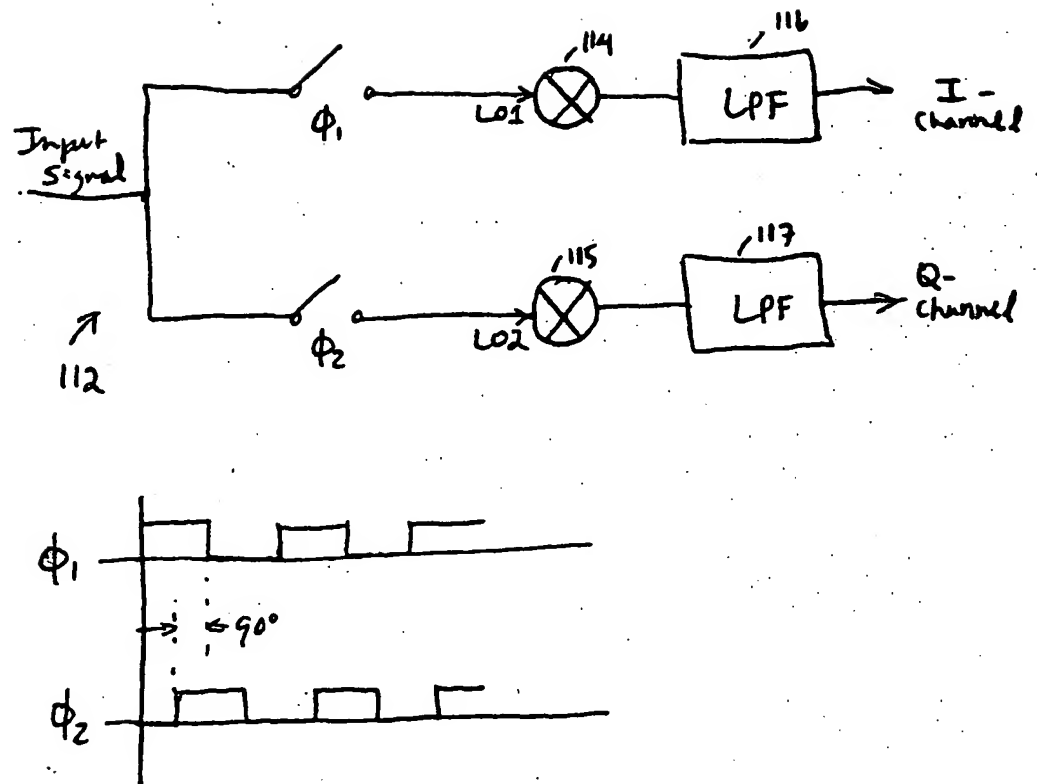 Input
Signal
ϕ₁
LO1
114
116
LPF
I-
Channel
112
ϕ₂
LO2
115
117
LPF
Q-
Channel
ϕ₁
90°
ϕ₂